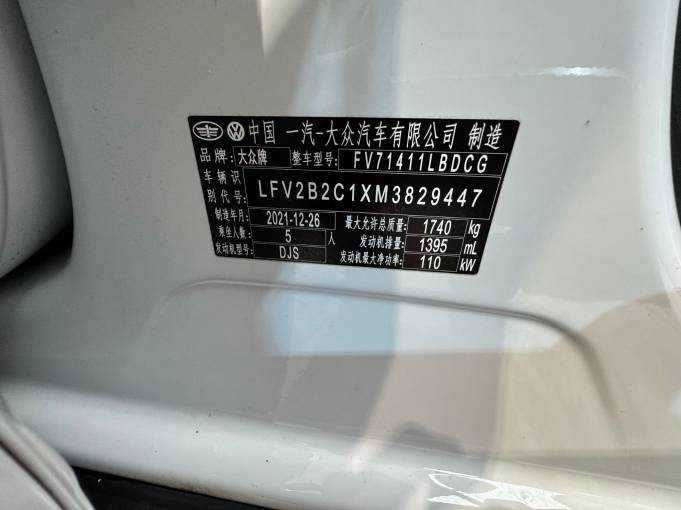 中国 一汽-大众汽车有限公司 制造
品牌: 大众牌 整车型号: FV71411LBDCG
车辆识别代号: LFV2B2C1XM3829447
制造年月: 2021-12-26 最大允许总质量: 1740 kg
乘坐人数: 5 人 发动机排量: 1395 mL
发动机型号: DJS 发动机最大净功率: 110 kW